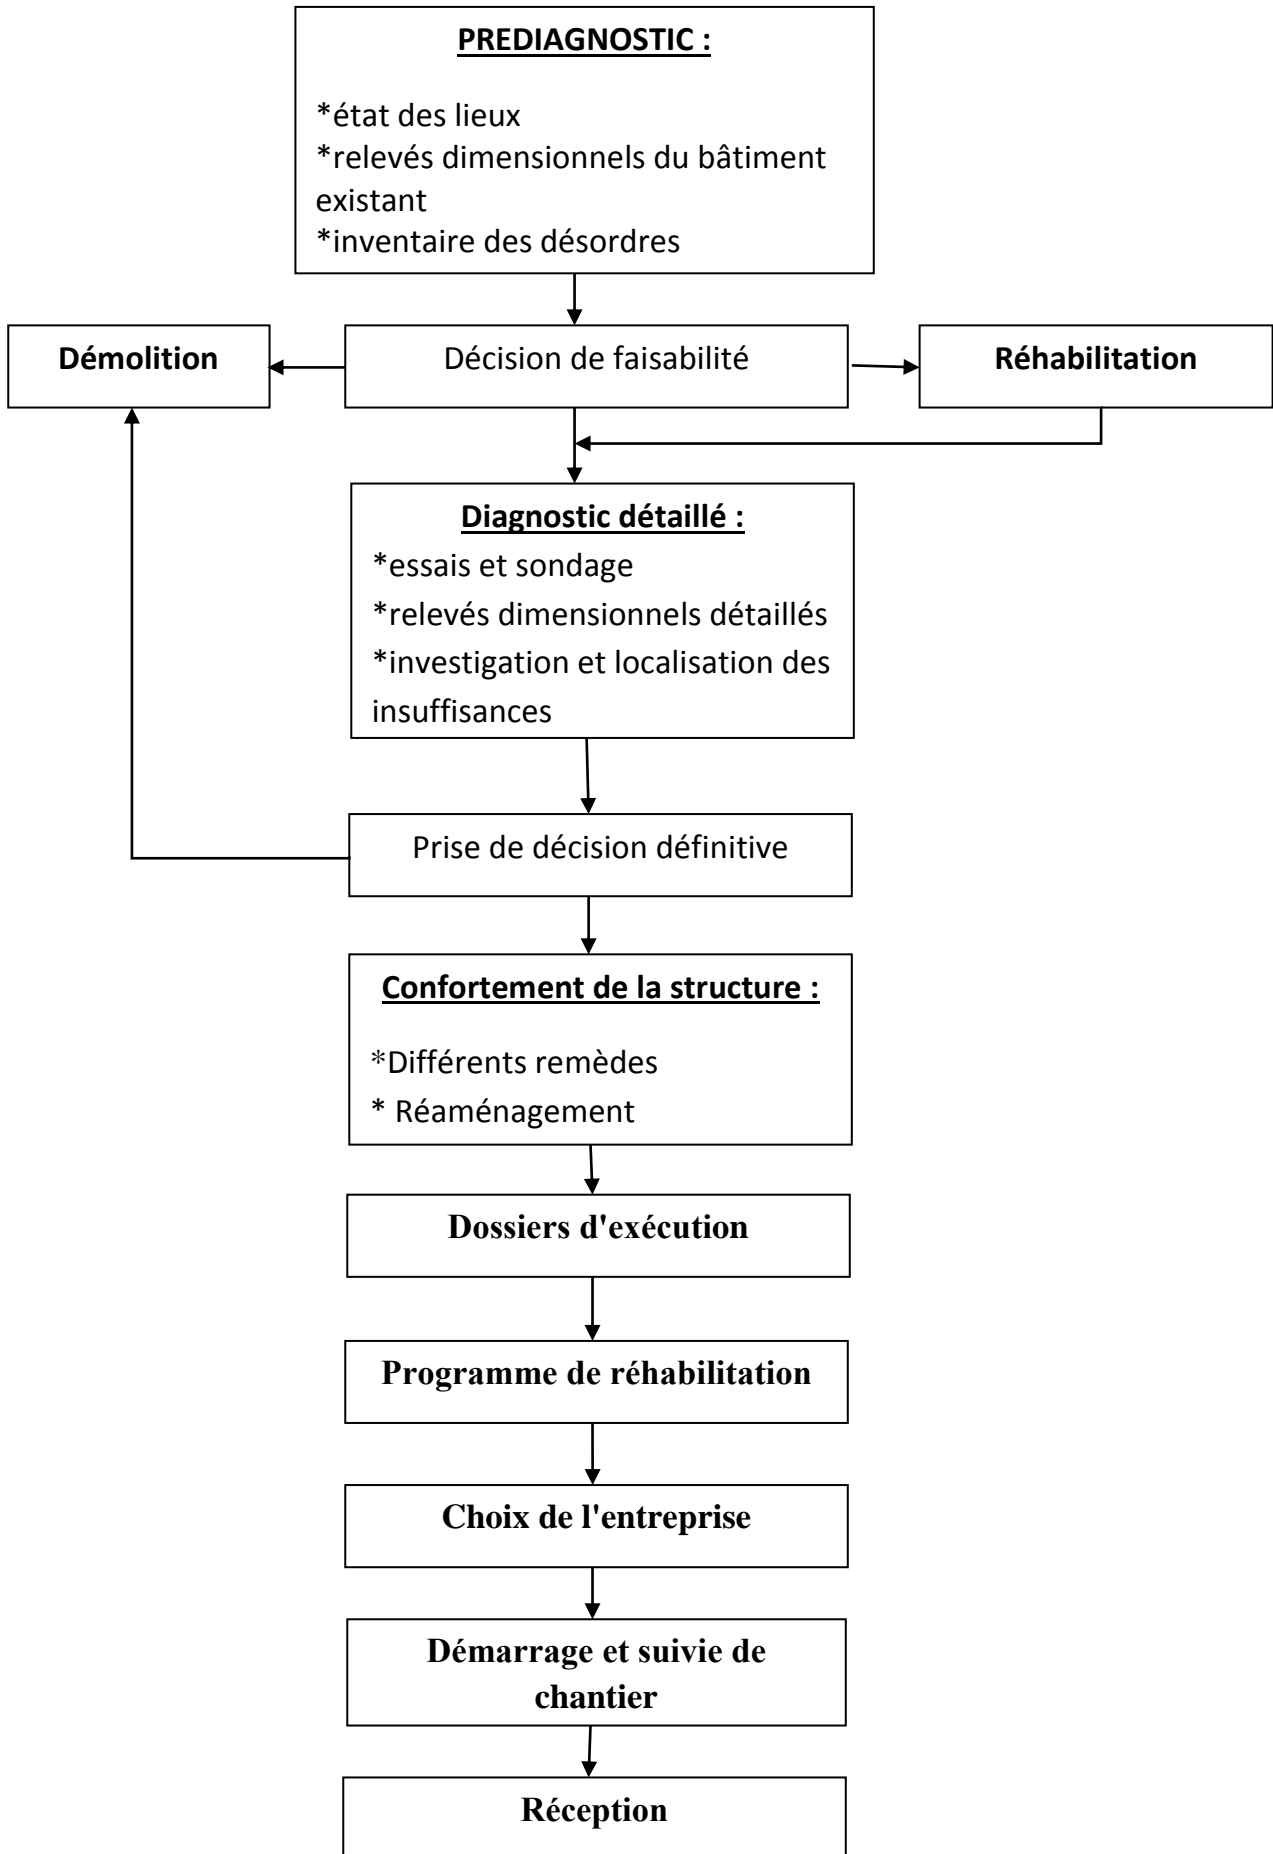 PREDIAGNOSTIC :
*état des lieux
*relevés dimensionnels du bâtiment
existant
*inventaire des désordres
Démolition
Décision de faisabilité
Réhabilitation
Diagnostic détaillé :
*essais et sondage
*relevés dimensionnels détaillés
*investigation et localisation des
insuffisances
Prise de décision définitive
Confortement de la structure :
*Différents remèdes
* Réaménagement
Dossiers d'exécution
Programme de réhabilitation
Choix de l'entreprise
Démarrage et suivie de
chantier
Réception